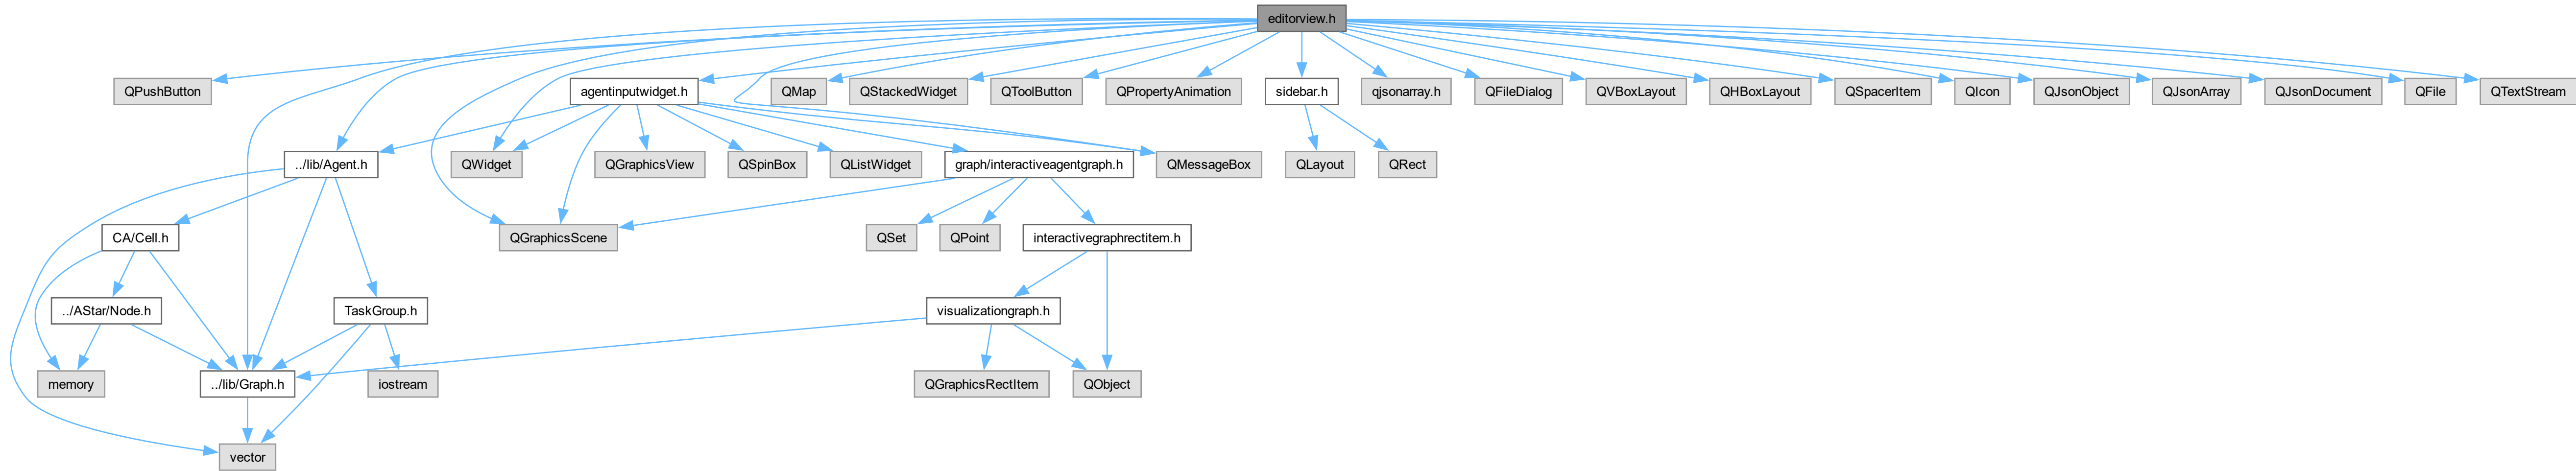 editorview.h
QPushButton
agentinputwidget.h
QMap
QStackedWidget
QToolButton
QPropertyAnimation
sidebar.h
qjsonarray.h
QFileDialog
QVBoxLayout
QHBoxLayout
QSpacerItem
QIcon
QJsonObject
QJsonArray
QJsonDocument
QFile
QTextStream
../lib/Agent.h
QWidget
QGraphicsView
QSpinBox
QListWidget
graph/interactiveagentgraph.h
QMessageBox
QLayout
QRect
CA/Cell.h
QGraphicsScene
QSet
QPoint
interactivegraphrectitem.h
../AStar/Node.h
TaskGroup.h
visualizationgraph.h
memory
../lib/Graph.h
iostream
QGraphicsRectItem
QObject
vector